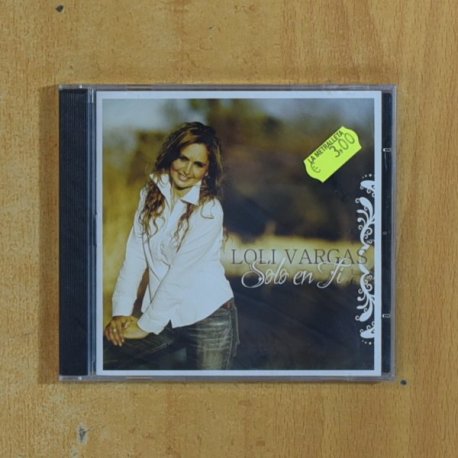 LA METRALLETA
€ 3,00
LOLI VARGAS
Solo en Ti